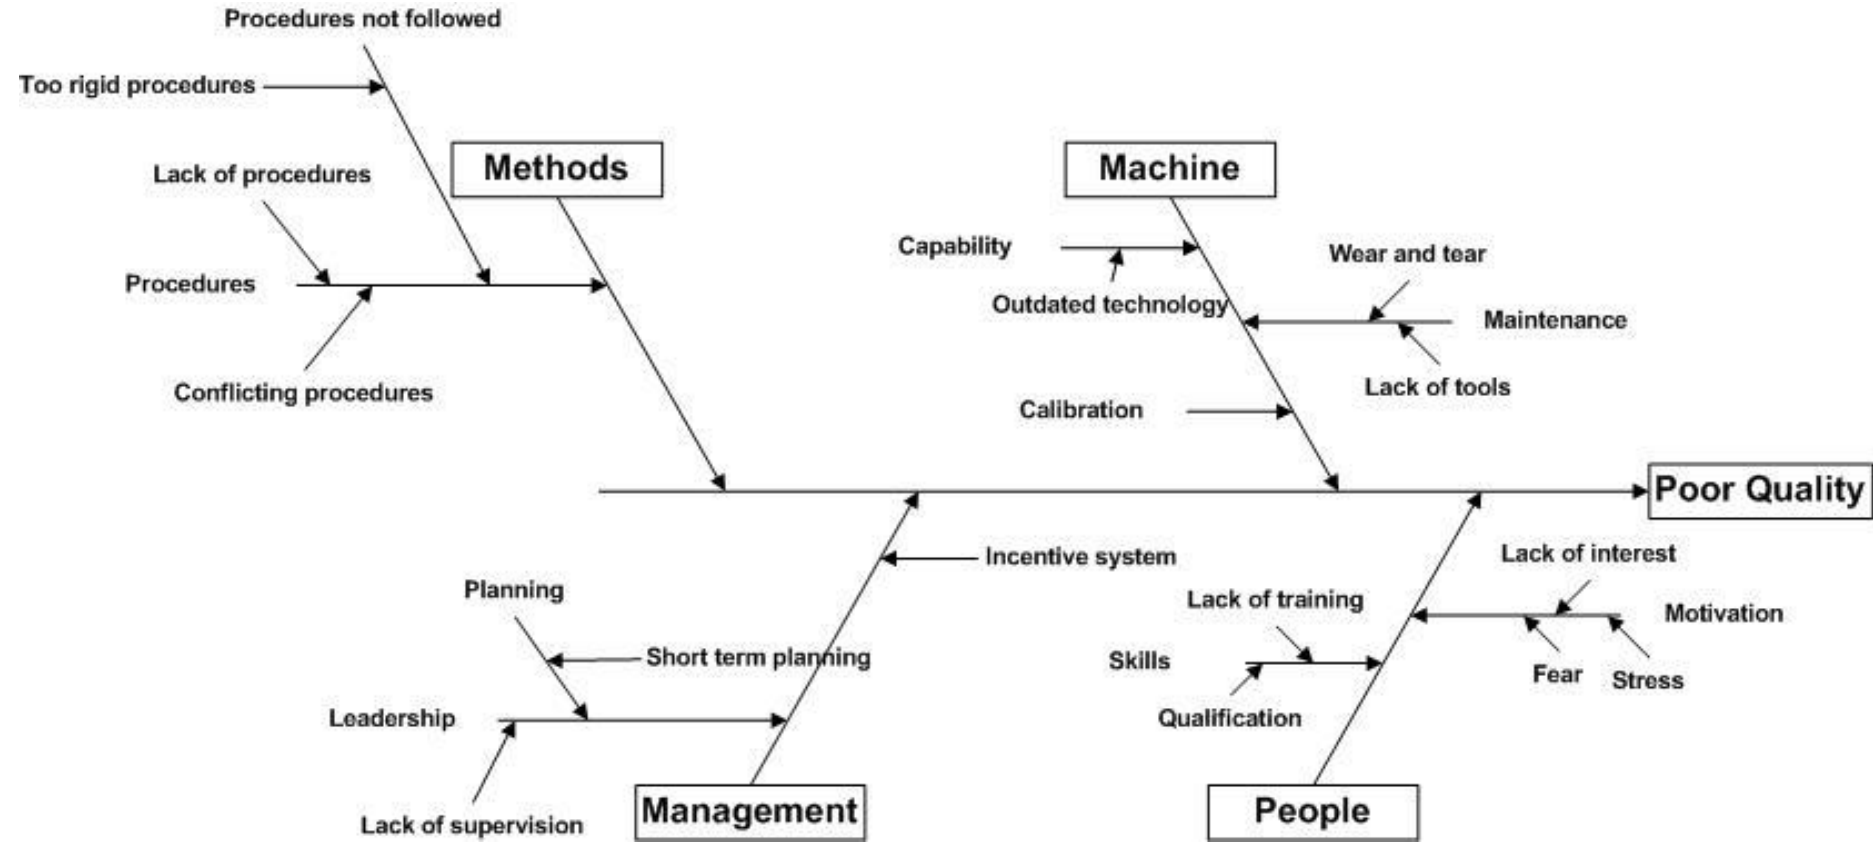 Procedures not followed
Too rigid procedures
Methods
Machine
Lack of procedures
Capability
Wear and tear
Procedures
Outdated technology
Maintenance
Conflicting procedures
Lack of tools
Calibration
Poor Quality
Incentive system
Lack of interest
Planning
Lack of training
Motivation
Short term planning
Skills
Fear
Stress
Leadership
Qualification
Lack of supervision
Management
People